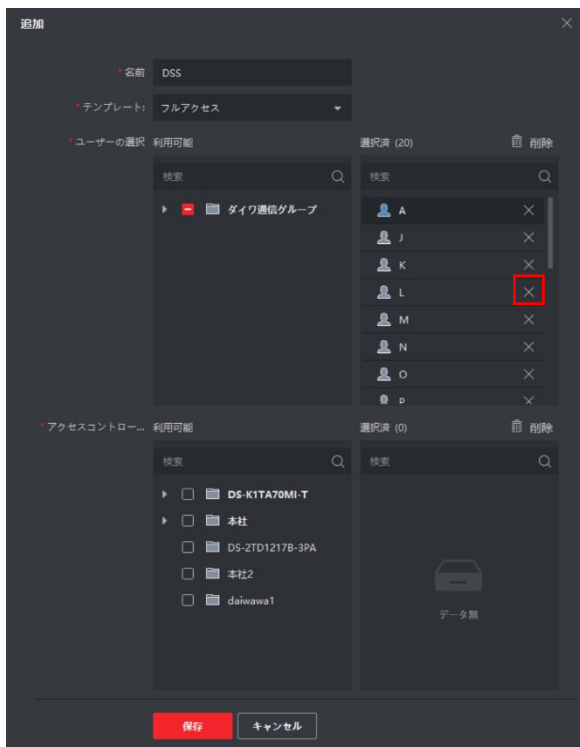 追加
* 名前 DSS
* テンプレート: フルアクセス
* ユーザーの選択 利用可能 選択済 (20) 削除
検索 検索
ダイワ通信グループ
A
J
K
L
M
N
O
P
* アクセスコントロー... 利用可能 選択済 (0) 削除
検索 検索
DS-K1TA70MI-T
本社
DS-2TD1217B-3PA
本社2
daiwawa1
データ無
保存 キャンセル